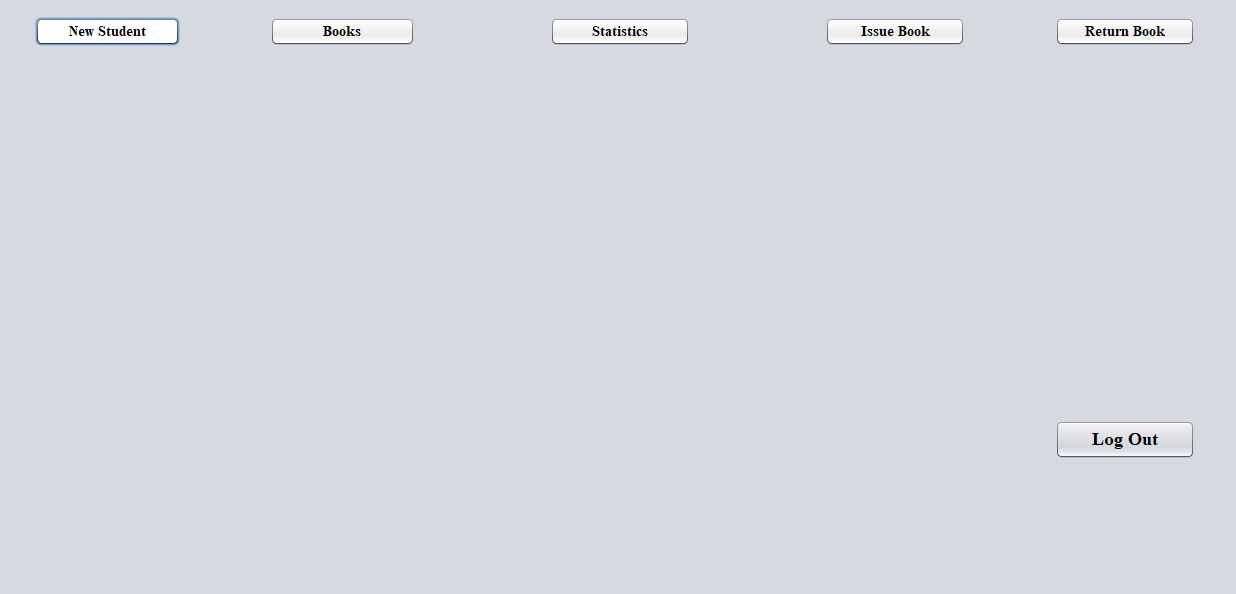 New Student
Books
Statistics
Issue Book
Return Book
Log Out